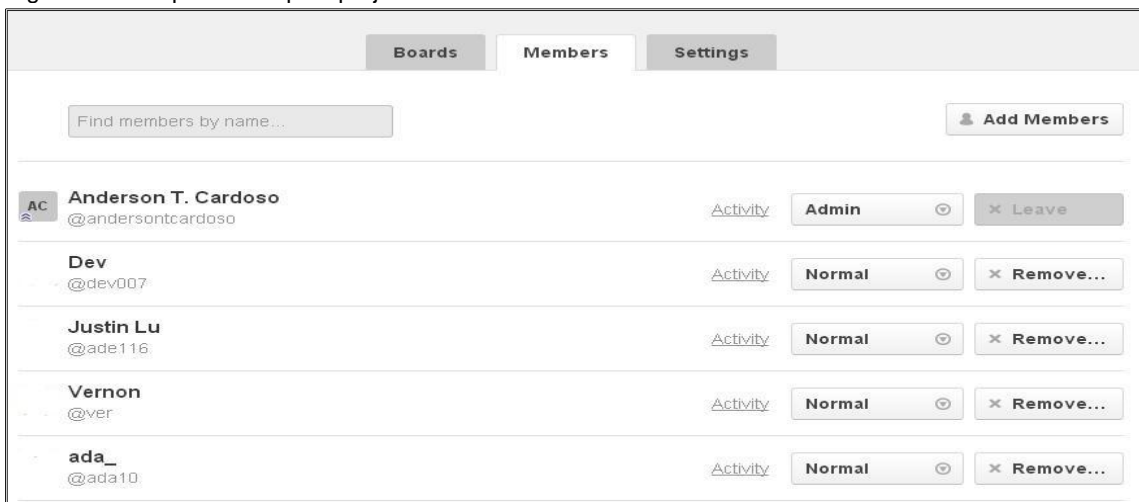 Boards Members Settings
Find members by name... Add Members
AC Anderson T. Cardoso
@andersontcardoso Activity Admin Leave
Dev
@dev007 Activity Normal Remove...
Justin Lu
@ade116 Activity Normal Remove...
Vernon
@ver Activity Normal Remove...
ada_
@ada10 Activity Normal Remove...